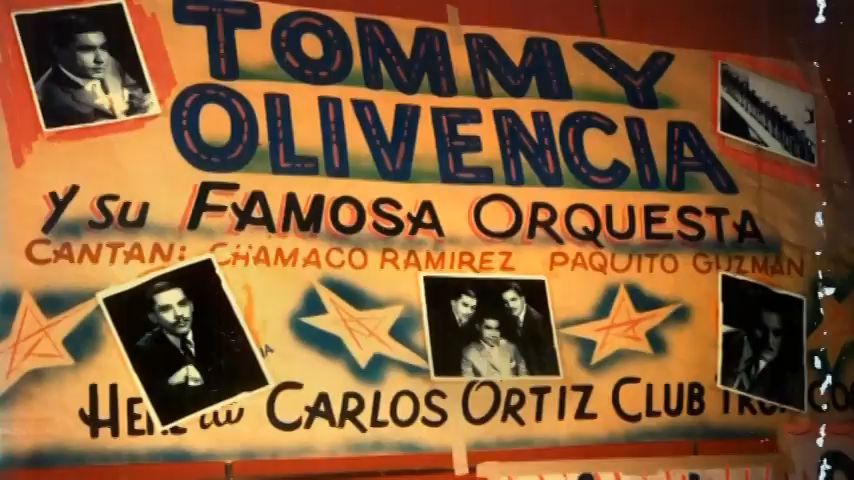 TOMMY
OLIVENCIA
Y SU FAMOSA ORQUESTA
CANTAN: CHAMACO RAMIREZ PAQUITO GUZMAN
CARLOS ORTIZ CLUB